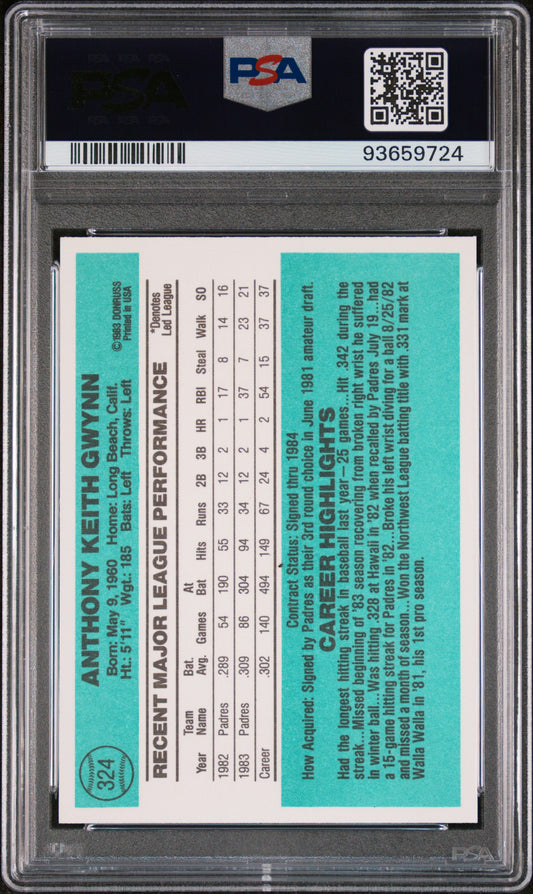 PSA
PSA
93659724
324
ANTHONY KEITH GWYNN
Born: May 9, 1960 Home: Long Beach, Calif.
Ht.: 5'11" Wgt.: 185 Bats: Left Throws: Left
©1983 DONRUSS
Printed in USA
RECENT MAJOR LEAGUE PERFORMANCE
*Denotes
Led League
Year Team Name Bat. Avg. Games At Bat Hits Runs 2B 3B HR RBI Steal Walk SO
1982 Padres .289 54 190 55 33 12 2 1 17 8 14 16
1983 Padres .309 86 304 94 34 12 2 1 37 7 23 21
Career .302 140 494 149 67 24 4 2 54 15 37 37
Contract Status: Signed thru 1984
How Acquired: Signed by Padres as their 3rd round choice in June 1981 amateur draft.
CAREER HIGHLIGHTS
Had the longest hitting streak in baseball last year—25 games...Hit .342 during the
streak...Missed beginning of '83 season recovering from broken right wrist he suffered
in winter ball...Was hitting .328 at Hawaii in '82 when recalled by Padres July 19...had
a 15-game hitting streak for Padres in '82...Broke his left wrist diving for a ball 8/25/82
and missed a month of season...Won the Northwest League batting title with .331 mark at
Walla Walla in '81, his 1st pro season.
PSA